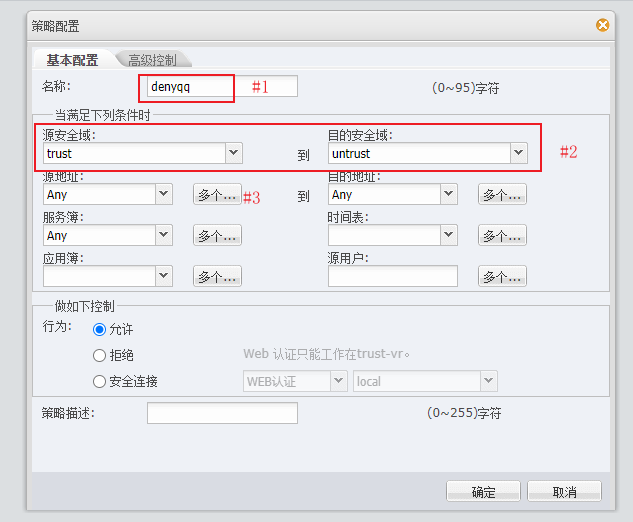 策略配置
基本配置 高级控制
名称: denyqq #1 (0~95)字符
当满足下列条件时
源安全域: 目的安全域:
trust 到 untrust #2
源地址: 目的地址:
Any 多个... #3 到 Any 多个...
服务簿: 时间表:
Any 多个... 多个...
应用簿: 源用户:
多个... 多个...
做如下控制
行为: 允许
拒绝 Web 认证只能工作在trust-vr。
安全连接 WEB认证 local
策略描述: (0~255)字符
确定 取消